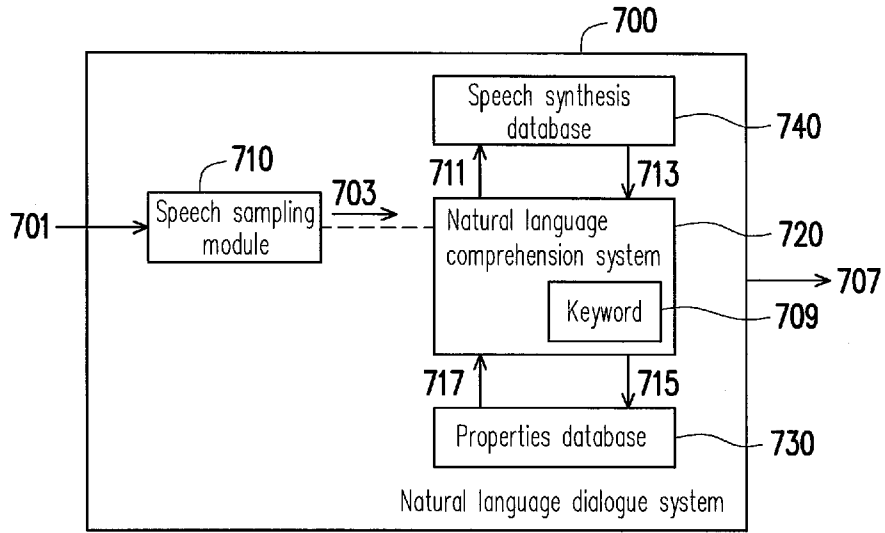 700
Speech synthesis
database
740
710
703
711
713
701
Speech sampling
module
Natural language
comprehension system
720
707
Keyword
709
717
715
Properties database
730
Natural language dialogue system